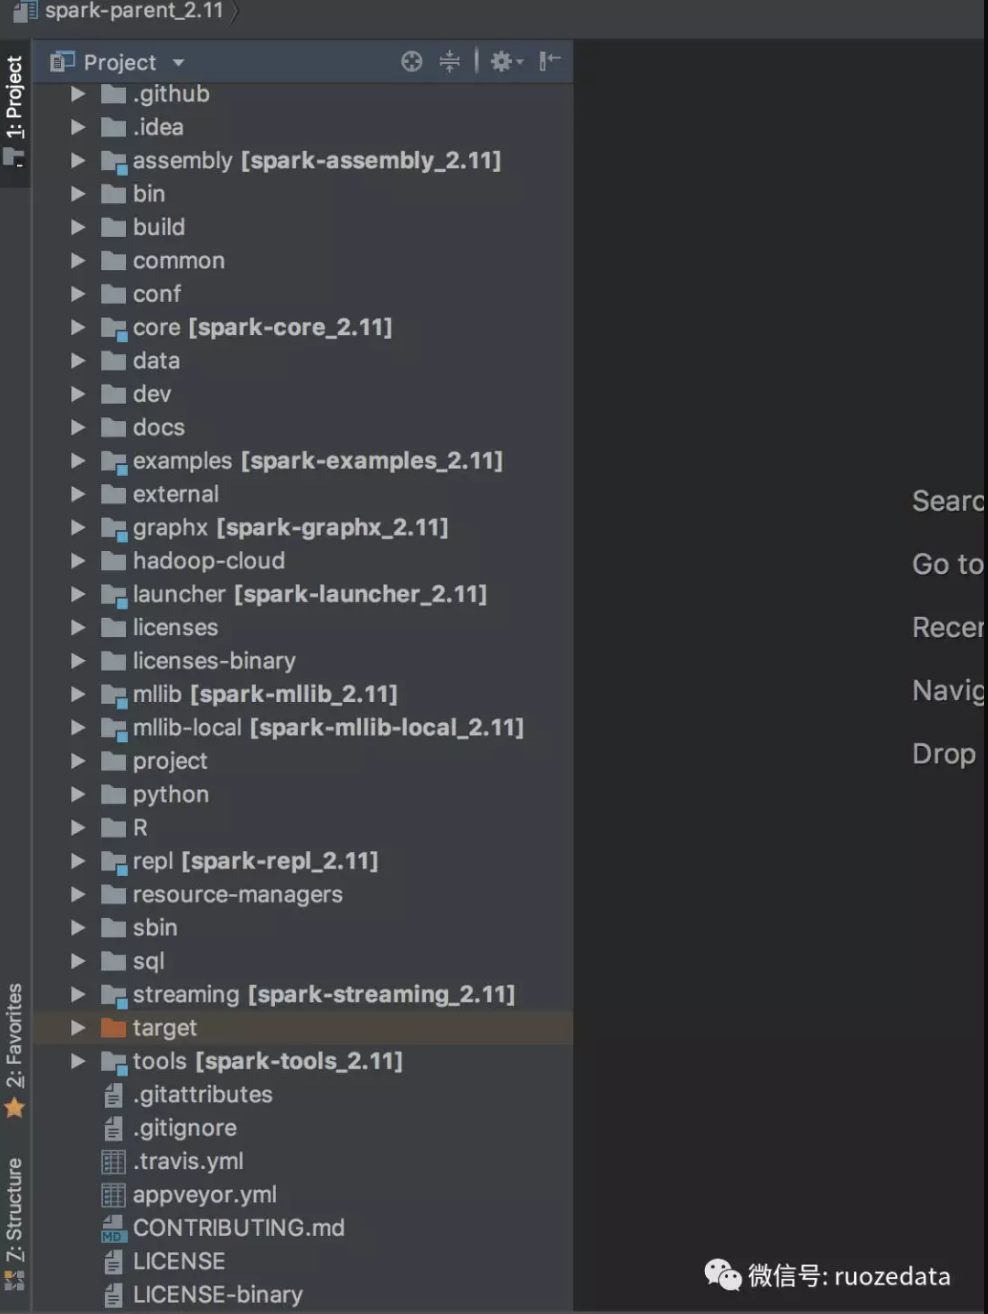 spark-parent_2.11
1: Project
Project
.github
.idea
assembly [spark-assembly_2.11]
bin
build
common
conf
core [spark-core_2.11]
data
dev
docs
examples [spark-examples_2.11]
external
graphx [spark-graphx_2.11]
hadoop-cloud
launcher [spark-launcher_2.11]
licenses
licenses-binary
mllib [spark-mllib_2.11]
mllib-local [spark-mllib-local_2.11]
project
python
R
repl [spark-repl_2.11]
resource-managers
sbin
sql
streaming [spark-streaming_2.11]
target
tools [spark-tools_2.11]
.gitattributes
.gitignore
.travis.yml
appveyor.yml
MD CONTRIBUTING.md
LICENSE
LICENSE-binary
2: Favorites
7: Structure
Searc
Go to
Recer
Navig
Drop
微信号: ruozedata